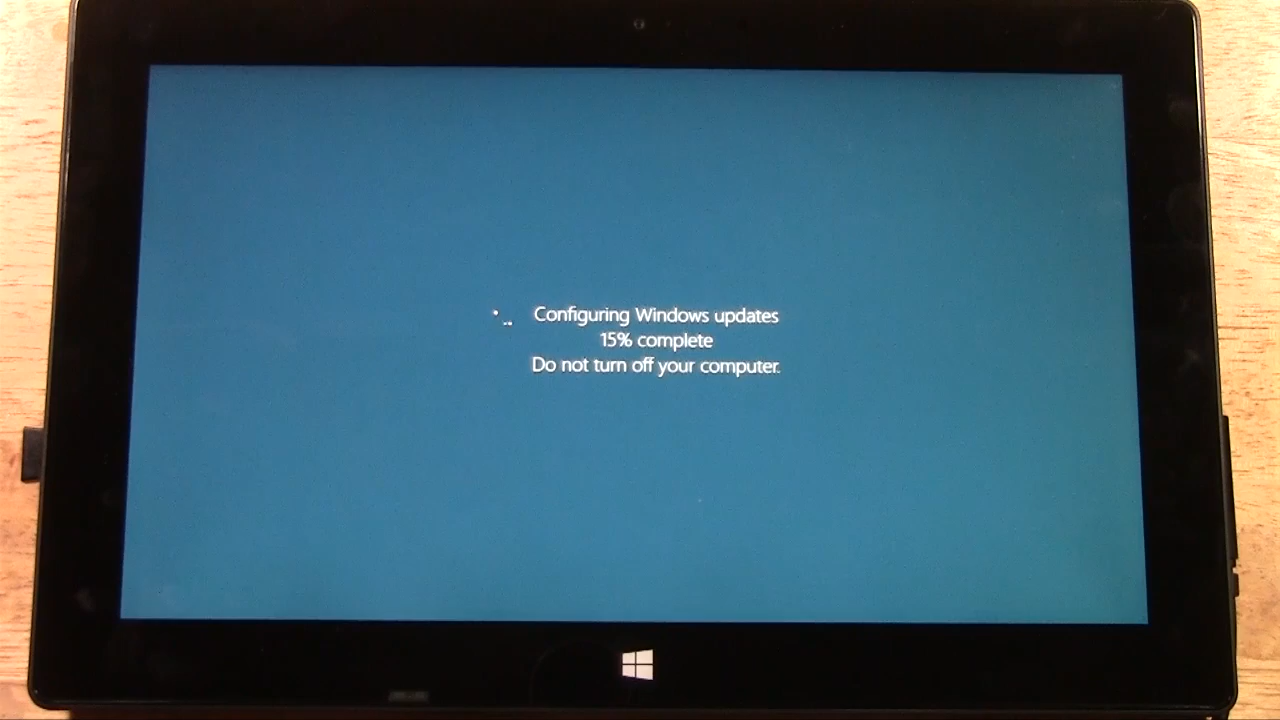 Configuring Windows updates
15% complete
Do not turn off your computer.